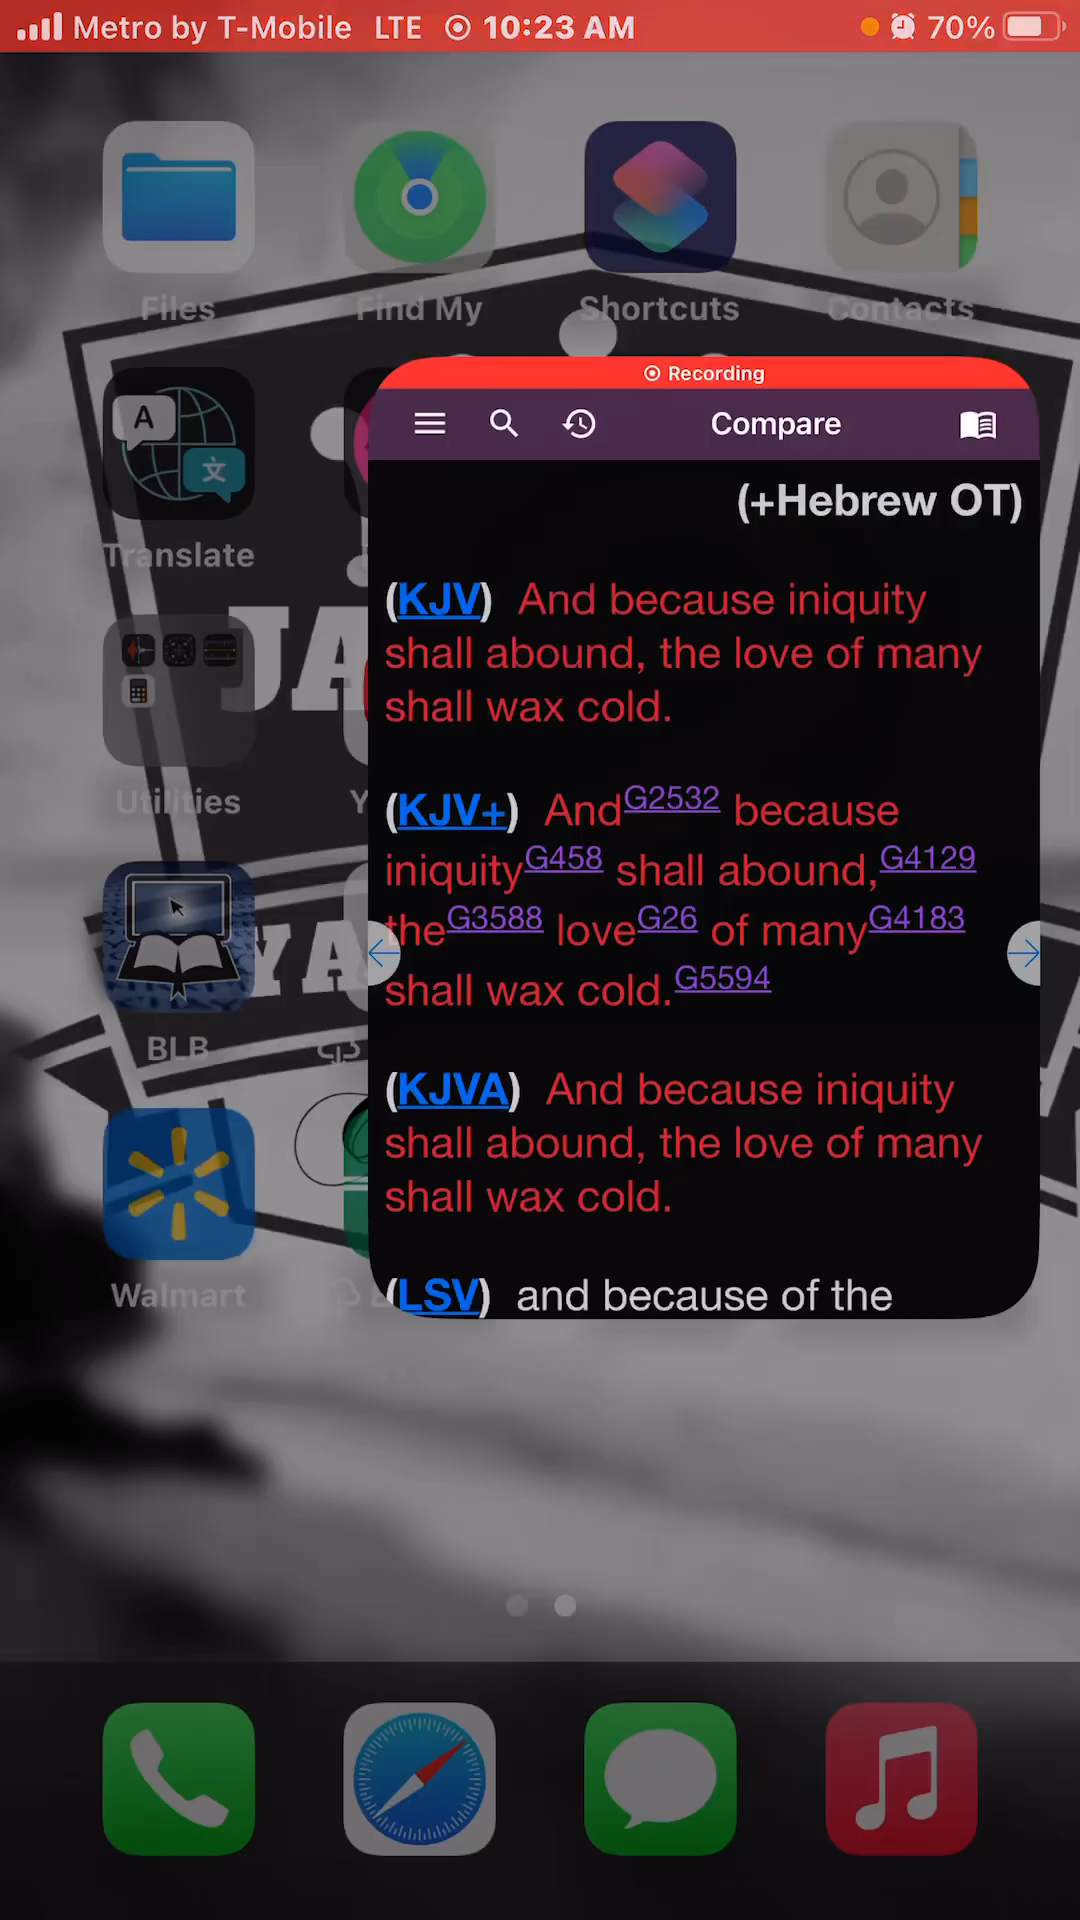 Metro by T-Mobile LTE 10:23 AM 70%
Files Find My Shortcuts Contacts
Recording
Compare
(+Hebrew OT)
A
文
Translate
(KJV) And because iniquity
shall abound, the love of many
shall wax cold.
JA
Utilities
Y
(KJV+) AndG2532 because
iniquityG458 shall abound,G4129
theG3588 loveG26 of manyG4183
shall wax cold.G5594
YA
BLB
(KJVA) And because iniquity
shall abound, the love of many
shall wax cold.
Walmart
(LSV) and because of the